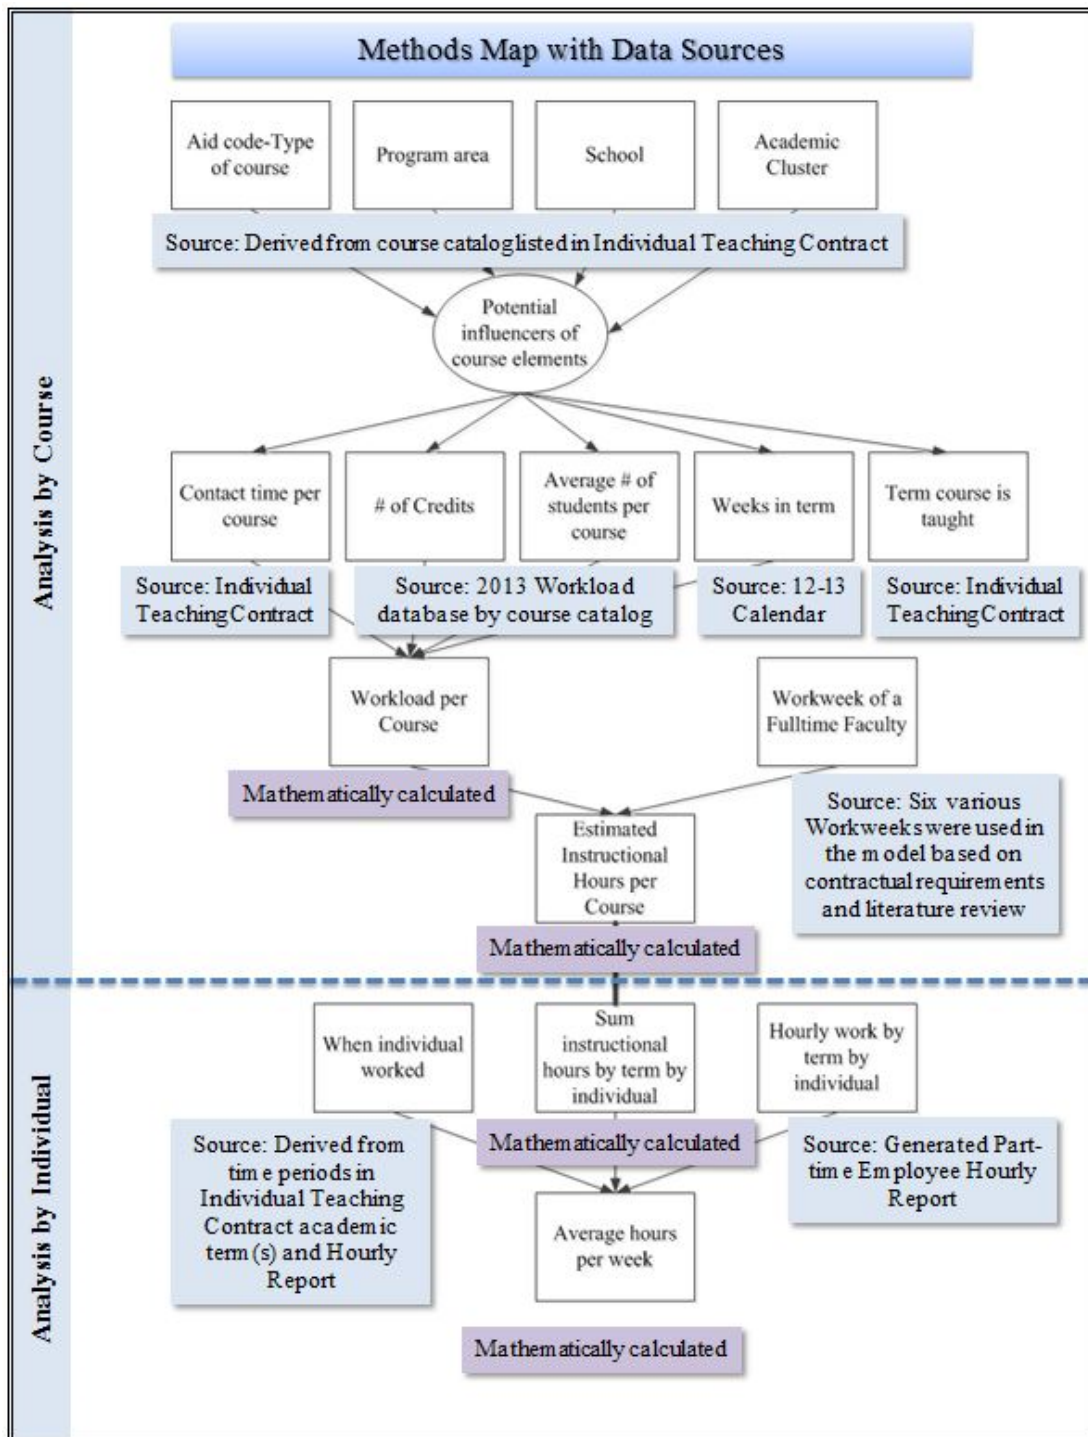 Methods Map with Data Sources
Analysis by Course
Aid code-Type
of course
Program area
School
Academic
Cluster
Source: Derived from course cataloglisted in Individual Teaching Contract
Potential
influencers of
course elements
Contact time per
course
# of Credits
Average # of
students per
course
Weeks in term
Term course is
taught
Source: Individual
Teaching Contract
Source: 2013 Workload
database by course catalog
Source: 12-13
Calendar
Source: Individual
Teaching Contract
Workload per
Course
Workweek of a
Fulltime Faculty
Mathematically calculated
Source: Six various
Workweeks were used in
the model based on
contractual requirements
and literature review
Estimated
Instructional
Hours per
Course
Mathematically calculated
Analysis by Individual
When individual
worked
Sum
instructional
hours by term by
individual
Hourly work by
term by
individual
Source: Derived from
time periods in
Individual Teaching
Contract academic
term(s) and Hourly
Report
Mathematically calculated
Source: Generated Part-
time Employee Hourly
Report
Average hours
per week
Mathematically calculated